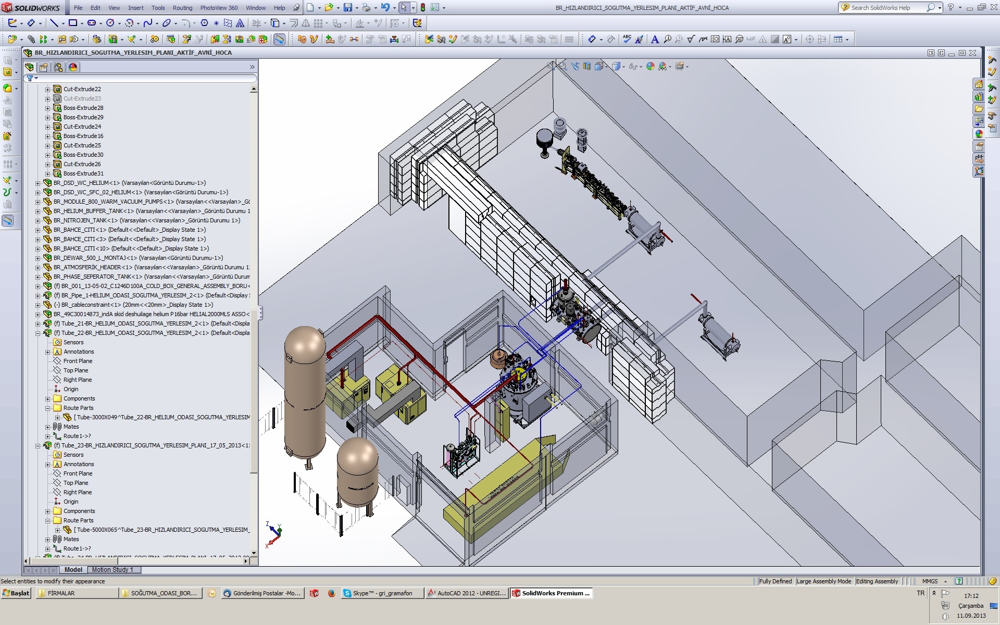 SOLIDWORKS
File Edit View Insert Tools Routing PhotoView 360 Window Help
BR_HIZLANDIRICI_SOGUTMA_YERLESIM_PLANI_AKTİF_AVNİ_HOCA
Search SolidWorks Help
BR_HIZLANDIRICI_SOGUTMA_YERLESIM_PLANI_AKTİF_AVNİ_HOCA
Cut-Extrude22
Cut-Extrude23
Boss-Extrude28
Boss-Extrude29
Cut-Extrude24
Boss-Extrude16
Cut-Extrude25
Boss-Extrude30
Cut-Extrude26
Boss-Extrude31
BR_DSD_WC_HELIUM<1> (Varsayılan<Görüntü Durumu-1>)
BR_DSD_WC_SFC_02_HELIUM<1> (Varsayılan<Görüntü Durumu-1>)
BR_MODULE_800_WARM_VACUUM_PUMPS<1> (Varsayılan<<Varsayılan>_Gö
BR_HELIUM_BUFFER_TANK<1> (Varsayılan<<Varsayılan>_Görüntü Durumu 1
BR_NITROJEN_TANK<1> (Varsayılan<<Varsayılan>_Görüntü Durumu 1>)
BR_BAHCE_CITI<1> (Default<<Default>_Display State 1>)
BR_BAHCE_CITI<3> (Default<<Default>_Display State 1>)
BR_BAHCE_CITI<10> (Default<<Default>_Display State 1>)
BR_DEWAR_500_L_MONTAJ<1> (Varsayılan<Görüntü Durumu-1>)
BR_ATMOSFERİK_HEADER<1> (Varsayılan<<Varsayılan>_Görüntü Durumu 1
BR_PHASE_SEPERATOR_TANK<1> (Varsayılan<<Varsayılan>_Görüntü Durum
(f) BR_001_13-05-02_C1246D100A_COLD_BOX_GENERAL_ASSEMBLY_BORU<
(f) BR_Pipe_1-HELIUM_ODASI_SOGUTMA_YERLESIM_2<1> (Default<Display
(-) BR_cableconstraint<1> (20mm<<20mm>_Display State 1>)
BR_49C30014873_indA skid deshuilage helium P16bar HELIAL2000MLS ASSO<
(f) Tube_21-BR_HELIUM_ODASI_SOGUTMA_YERLESIM_2<1> (Default<Displa
(f) Tube_22-BR_HELIUM_ODASI_SOGUTMA_YERLESIM_2<1> (Default<Displa
Sensors
Annotations
Front Plane
Top Plane
Right Plane
Origin
Components
Route Parts
[ Tube-3000X049^Tube_22-BR_HELIUM_ODASI_SOGUTMA_YERLESIM
Mates
Route1->?
(f) Tube_23-BR_HIZLANDIRICI_SOGUTMA_YERLESIM_PLANI_17_05_2013<1>
Sensors
Annotations
Front Plane
Top Plane
Right Plane
Origin
Components
Route Parts
[ Tube-5000X065^Tube_23-BR_HIZLANDIRICI_SOGUTMA_YERLESIM_
Mates
Route1->?
Z
Y
X
Model Motion Study 1
Select entities to modify their appearance
Fully Defined Large Assembly Mode Editing Assembly MMGS
Başlat FİRMALAR SOĞUTMA_ODASI_BOR... Gönderilmiş Postalar -Mo... Skype™ - gri_gramafon AutoCAD 2012 - UNREGI... SolidWorks Premium ...
TR
17:12
Çarşamba
11.09.2013